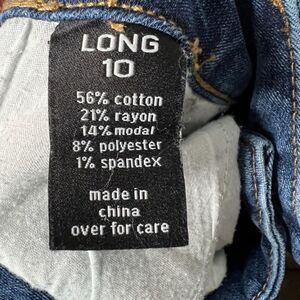 LONG
10
56% cotton
21% rayon
14% modal
8% polyester
1% spandex
made in
china
over for care